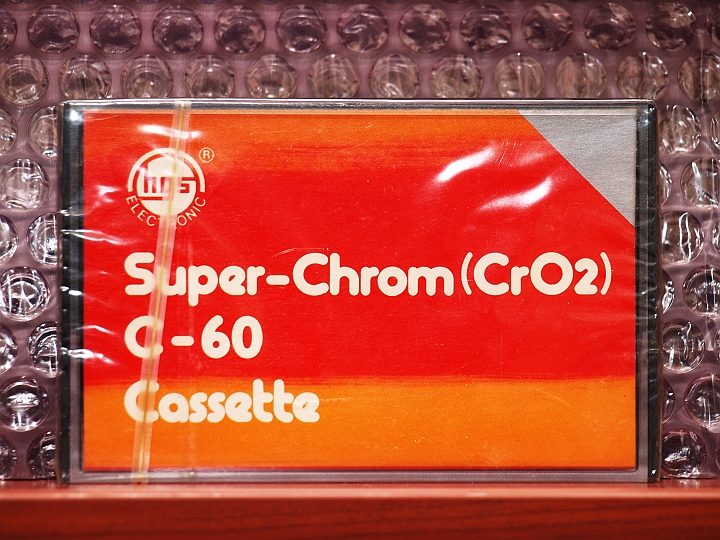 ®
ELECTRONIC
Super-Chrom (CrO2)
C-60
Cassette